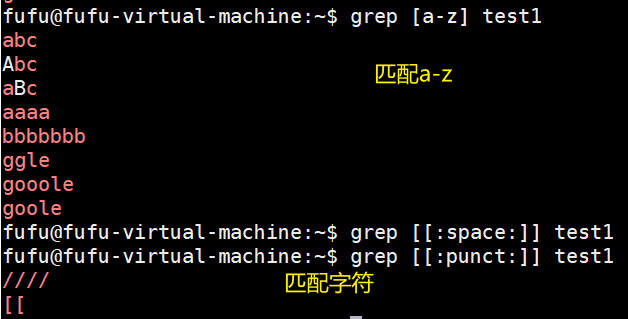 fufu@fufu-virtual-machine:~$ grep [a-z] test1
abc
Abc
匹配a-z
aBc
aaaa
bbbbbbb
ggle
gooole
goole
fufu@fufu-virtual-machine:~$ grep [[:space:]] test1
fufu@fufu-virtual-machine:~$ grep [[:punct:]] test1
////
匹配字符
[[